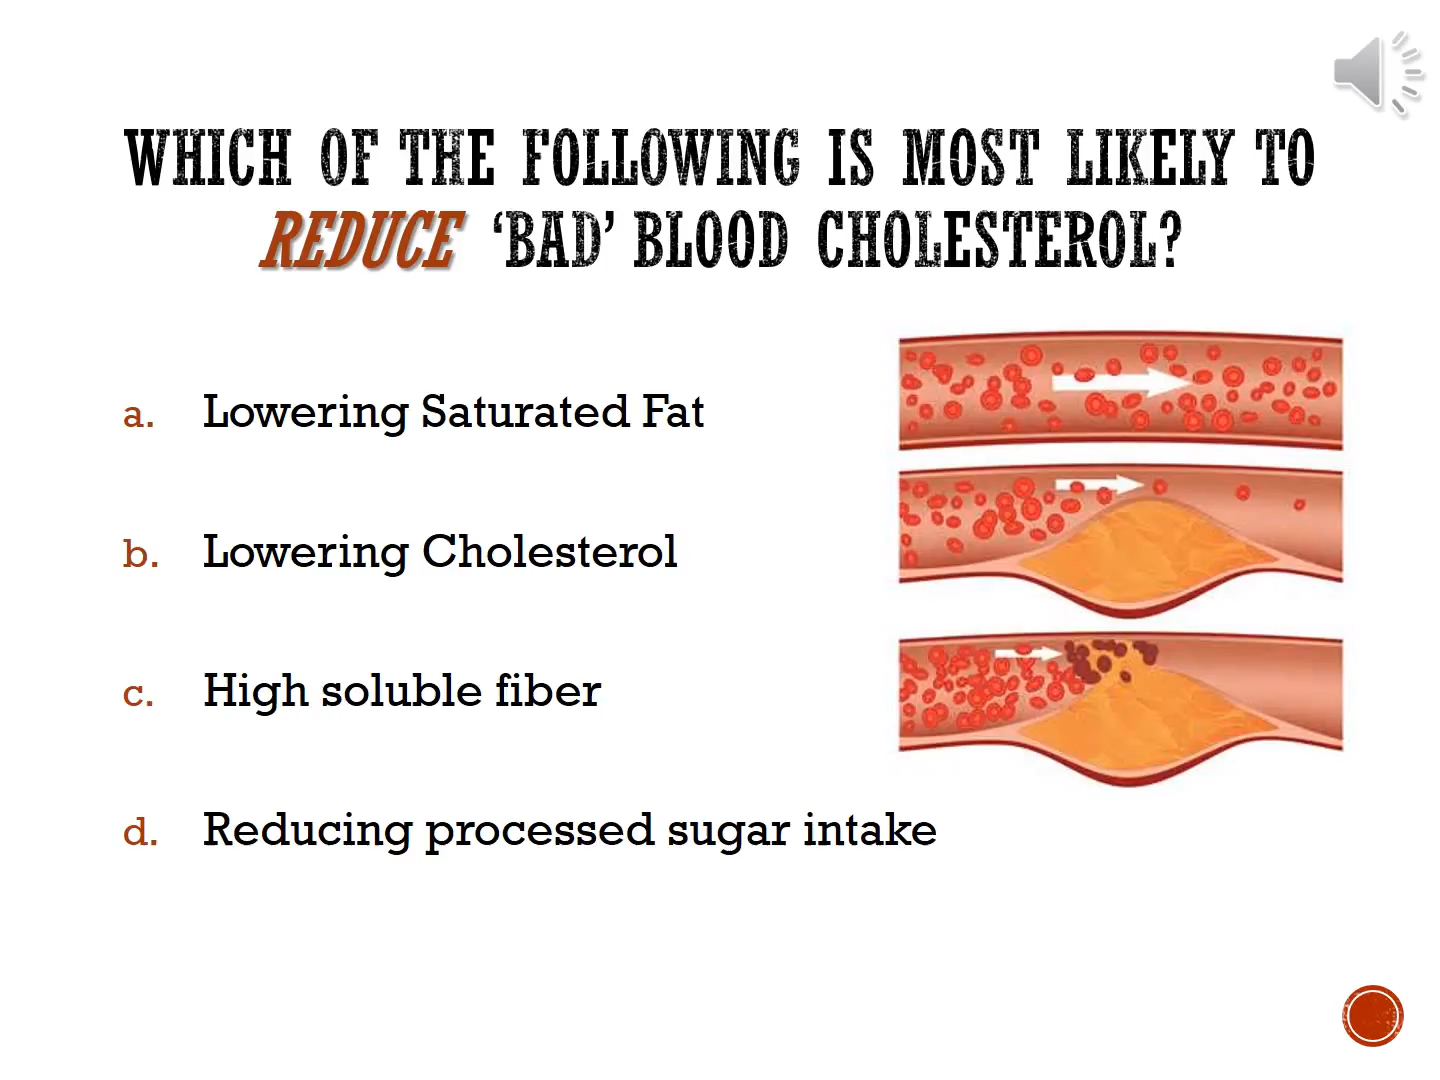 WHICH OF THE FOLLOWING IS MOST LIKELY TO
REDUCE ‘BAD’ BLOOD CHOLESTEROL?
a. Lowering Saturated Fat
b. Lowering Cholesterol
c. High soluble fiber
d. Reducing processed sugar intake